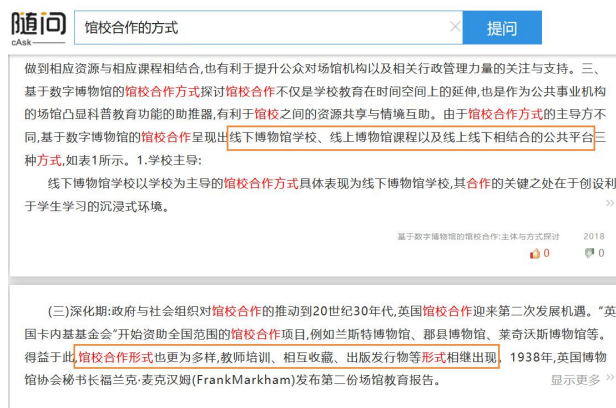 随问
cAsk
馆校合作的方式
×
提问
做到相应资源与相应课程相结合,也有利于提升公众对场馆机构以及相关行政管理力量的关注与支持。三、
基于数字博物馆的馆校合作方式探讨馆校合作不仅是学校教育在时间空间上的延伸,也是作为公共事业机构
的场馆凸显科普教育功能的助推器,有利于馆校之间的资源共享与情境互助。由于馆校合作方式的主导方不
同,基于数字博物馆的馆校合作呈现出线下博物馆学校、线上博物馆课程以及线上线下相结合的公共平台三
种方式,如表1所示。1.学校主导:
线下博物馆学校以学校为主导的馆校合作方式具体表现为线下博物馆学校,其合作的关键之处在于创设利
于学生学习的沉浸式环境。
»
基于数字博物馆的馆校合作:主体与方式探讨 2018
0 0
(三)深化期:政府与社会组织对馆校合作的推动到20世纪30年代,英国馆校合作迎来第二次发展机遇。“英
国卡内基基金会”开始资助全国范围的馆校合作项目,例如兰斯特博物馆、郡县博物馆、莱奇沃斯博物馆等。
得益于此,馆校合作形式也更为多样,教师培训、相互收藏、出版发行物等形式相继出现。1938年,英国博物
馆协会秘书长福兰克·麦克汉姆(FrankMarkham)发布第二份场馆教育报告。
显示更多 »